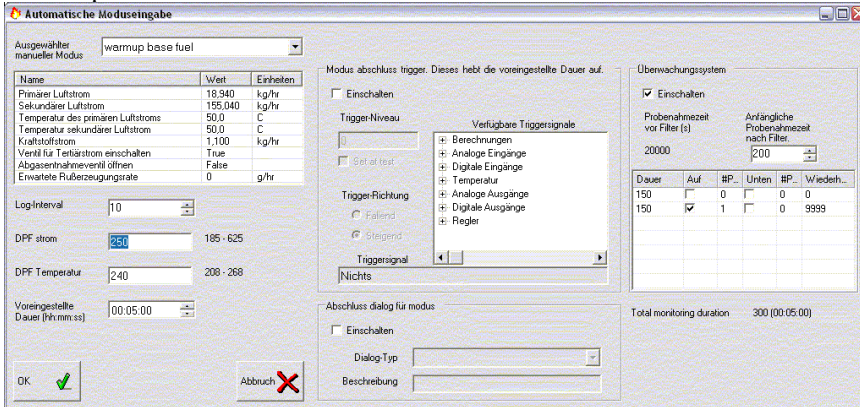 Automatische Moduseingabe
Ausgewählter
manueller Modus
warmup base fuel
Name Wert Einheiten
Primärer Luftstrom 18,940 kg/hr
Sekundärer Luftstrom 155,040 kg/hr
Temperatur des primären Luftstroms 50,0 C
Temperatur sekundärer Luftstrom 50,0 C
Kraftstoffstrom 1,100 kg/hr
Ventil für Tertiärstrom einschalten True
Abgasentnahmeventil öffnen False
Erwartete Rußerzeugungsrate 0 g/hr
Log-Interval 10
DPF strom 250 185 - 625
DPF Temperatur 240 208 - 268
Voreingestellte
Dauer (hh:mm:ss)
00:05:00
OK
Abbruch
Modus abschluss trigger. Dieses hebt die voreingestellte Dauer auf.
Einschalten
Trigger-Niveau
0
Set at test
Trigger-Richtung
Fallend
Steigend
Verfügbare Triggersignale
Berechnungen
Analoge Eingänge
Digitale Eingänge
Temperatur
Analoge Ausgänge
Digitale Ausgänge
Regler
Triggersignal
Nichts
Abschluss dialog für modus
Einschalten
Dialog-Typ
Beschreibung
Überwachungssystem
Einschalten
Probenahmezeit
vor Filter (s)
20000
Anfängliche
Probenahmezeit
nach Filter.
200
Dauer Auf #P... Unten #P... Wiederh...
150 0 0 0
150 1 0 9999
Total monitoring duration 300 (00:05:00)